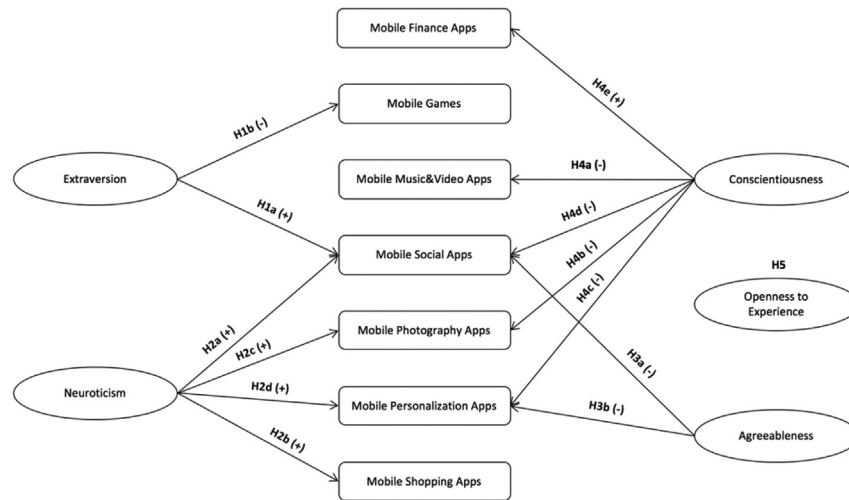 Mobile Finance Apps
H4e (+)
H1b (-)
Mobile Games
Extraversion
Mobile Music&Video Apps
H4a (-)
Conscientiousness
H1a (+)
H4d (-)
Mobile Social Apps
H4b (-)
H4c (-)
H5
Openness to
Experience
H2a (+)
Mobile Photography Apps
H2c (+)
H3a (-)
Neuroticism
H2d (+)
Mobile Personalization Apps
H3b (-)
Agreeableness
H2b (+)
Mobile Shopping Apps